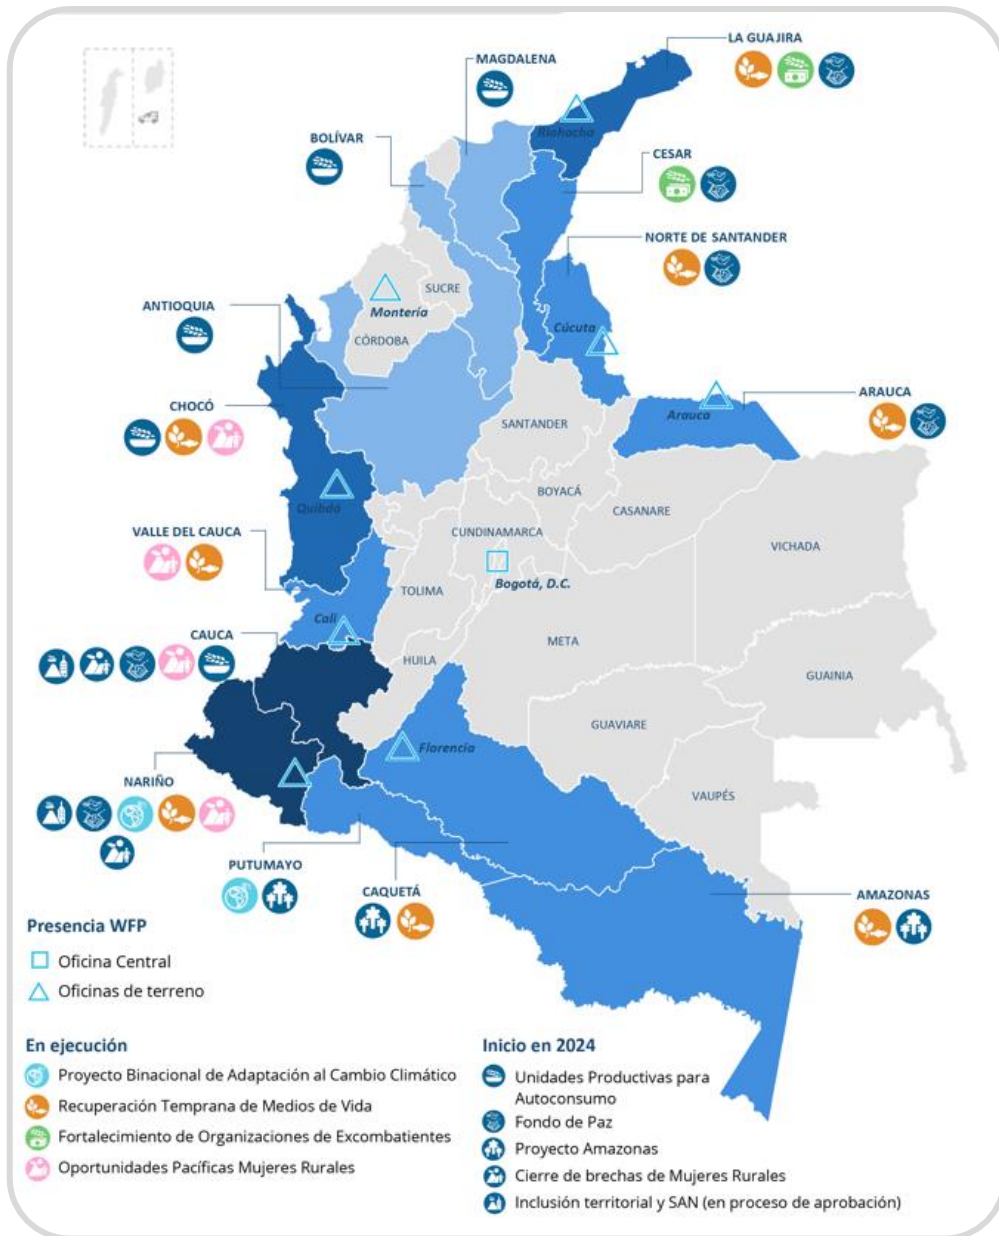 LA GUAJIRA
MAGDALENA
Riohacha
BOLÍVAR
CESAR
NORTE DE SANTANDER
SUCRE
ANTIOQUIA
Montería
Cúcuta
CÓRDOBA
ARAUCA
CHOCÓ
Arauca
SANTANDER
BOYACÁ
Quibdó
CASANARE
VALLE DEL CAUCA
CUNDINAMARCA
VICHADA
Bogotá, D.C.
TOLIMA
Cali
CAUCA
META
HUILA
GUAINIA
GUAVIARE
Florencia
NARIÑO
VAUPÉS
PUTUMAYO
CAQUETÁ
AMAZONAS
Presencia WFP
Oficina Central
Oficinas de terreno
En ejecución
Proyecto Binacional de Adaptación al Cambio Climático
Recuperación Temprana de Medios de Vida
Fortalecimiento de Organizaciones de Excombatientes
Oportunidades Pacíficas Mujeres Rurales
Inicio en 2024
Unidades Productivas para
Autoconsumo
Fondo de Paz
Proyecto Amazonas
Cierre de brechas de Mujeres Rurales
Inclusión territorial y SAN (en proceso de aprobación)